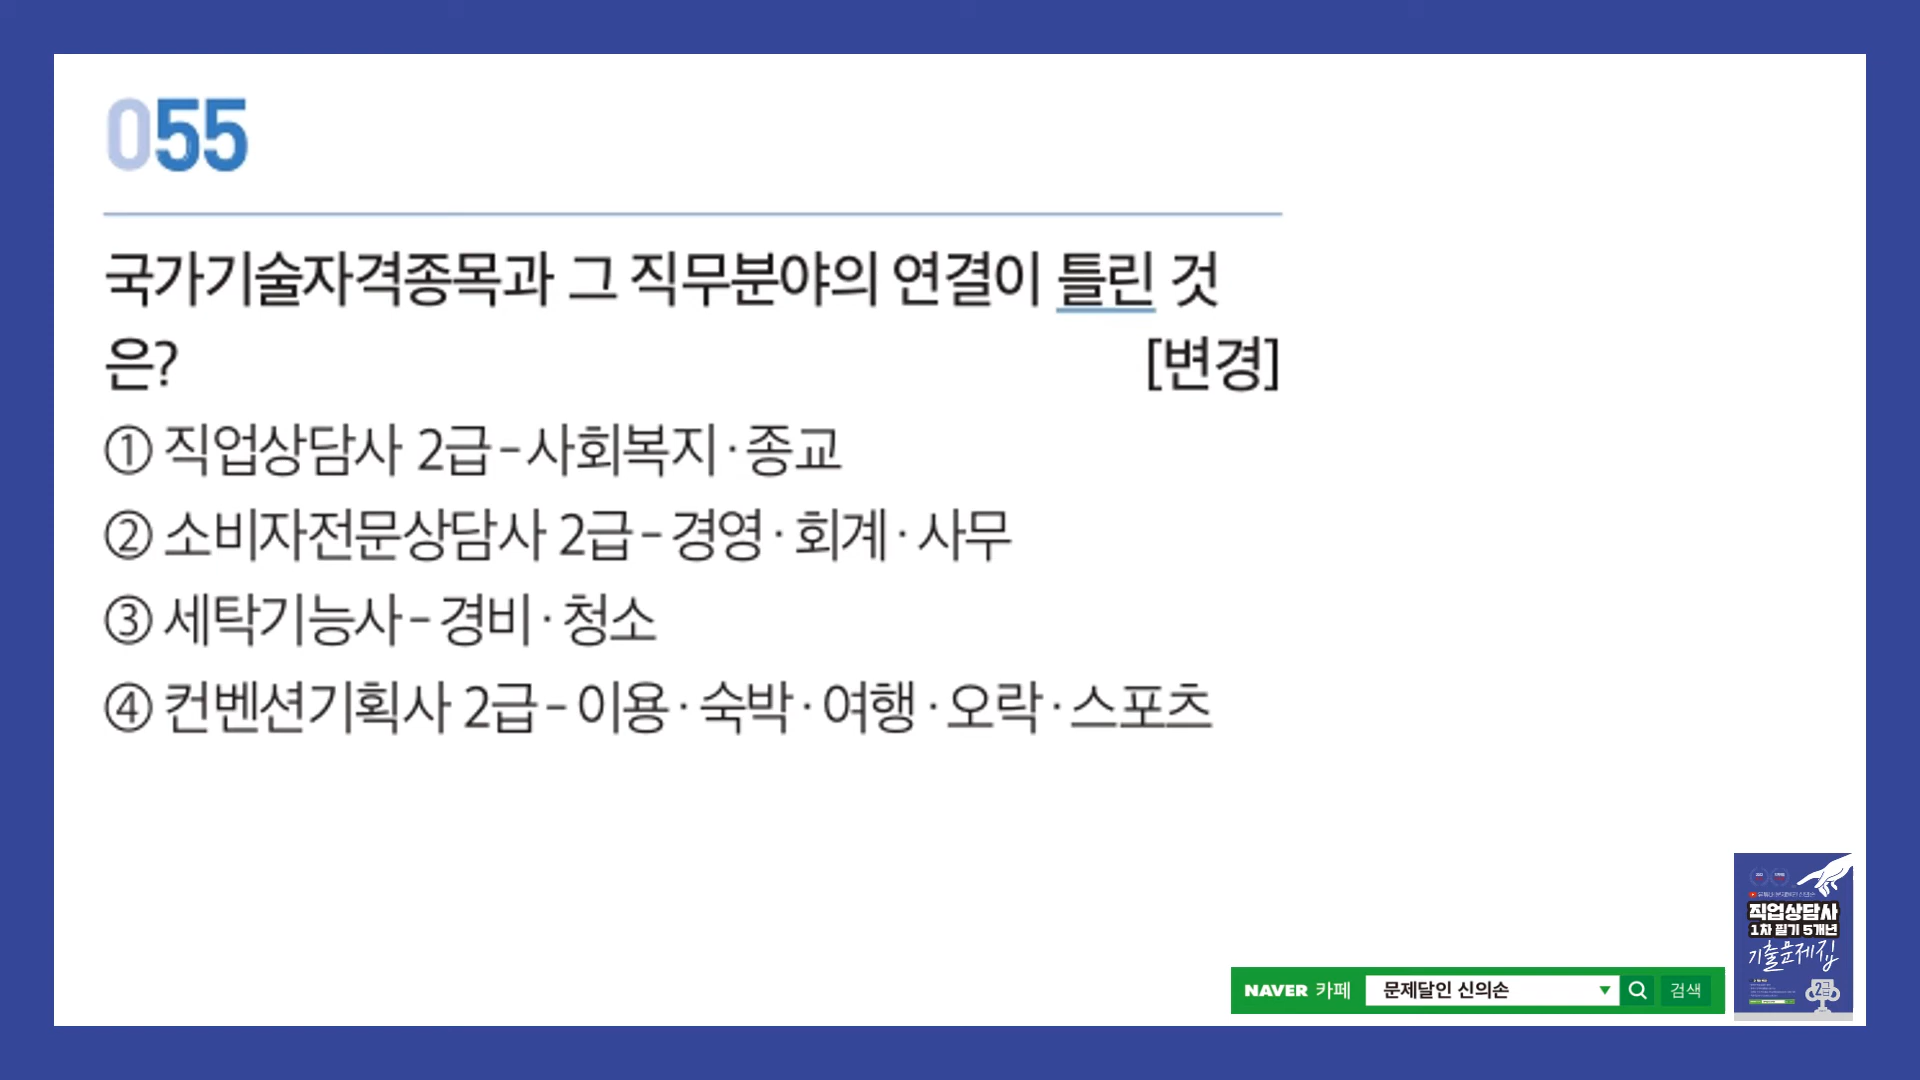 055
국가기술자격종목과 그 직무분야의 연결이 틀린 것
은? [변경]
① 직업상담사 2급 – 사회복지 · 종교
② 소비자전문상담사 2급 – 경영 · 회계 · 사무
③ 세탁기능사 – 경비 · 청소
④ 컨벤션기획사 2급 – 이용 · 숙박 · 여행 · 오락 · 스포츠
NAVER 카페 문제달인 신의손 검색
직업상담사
1차 필기 5개년
기출문제집
2급